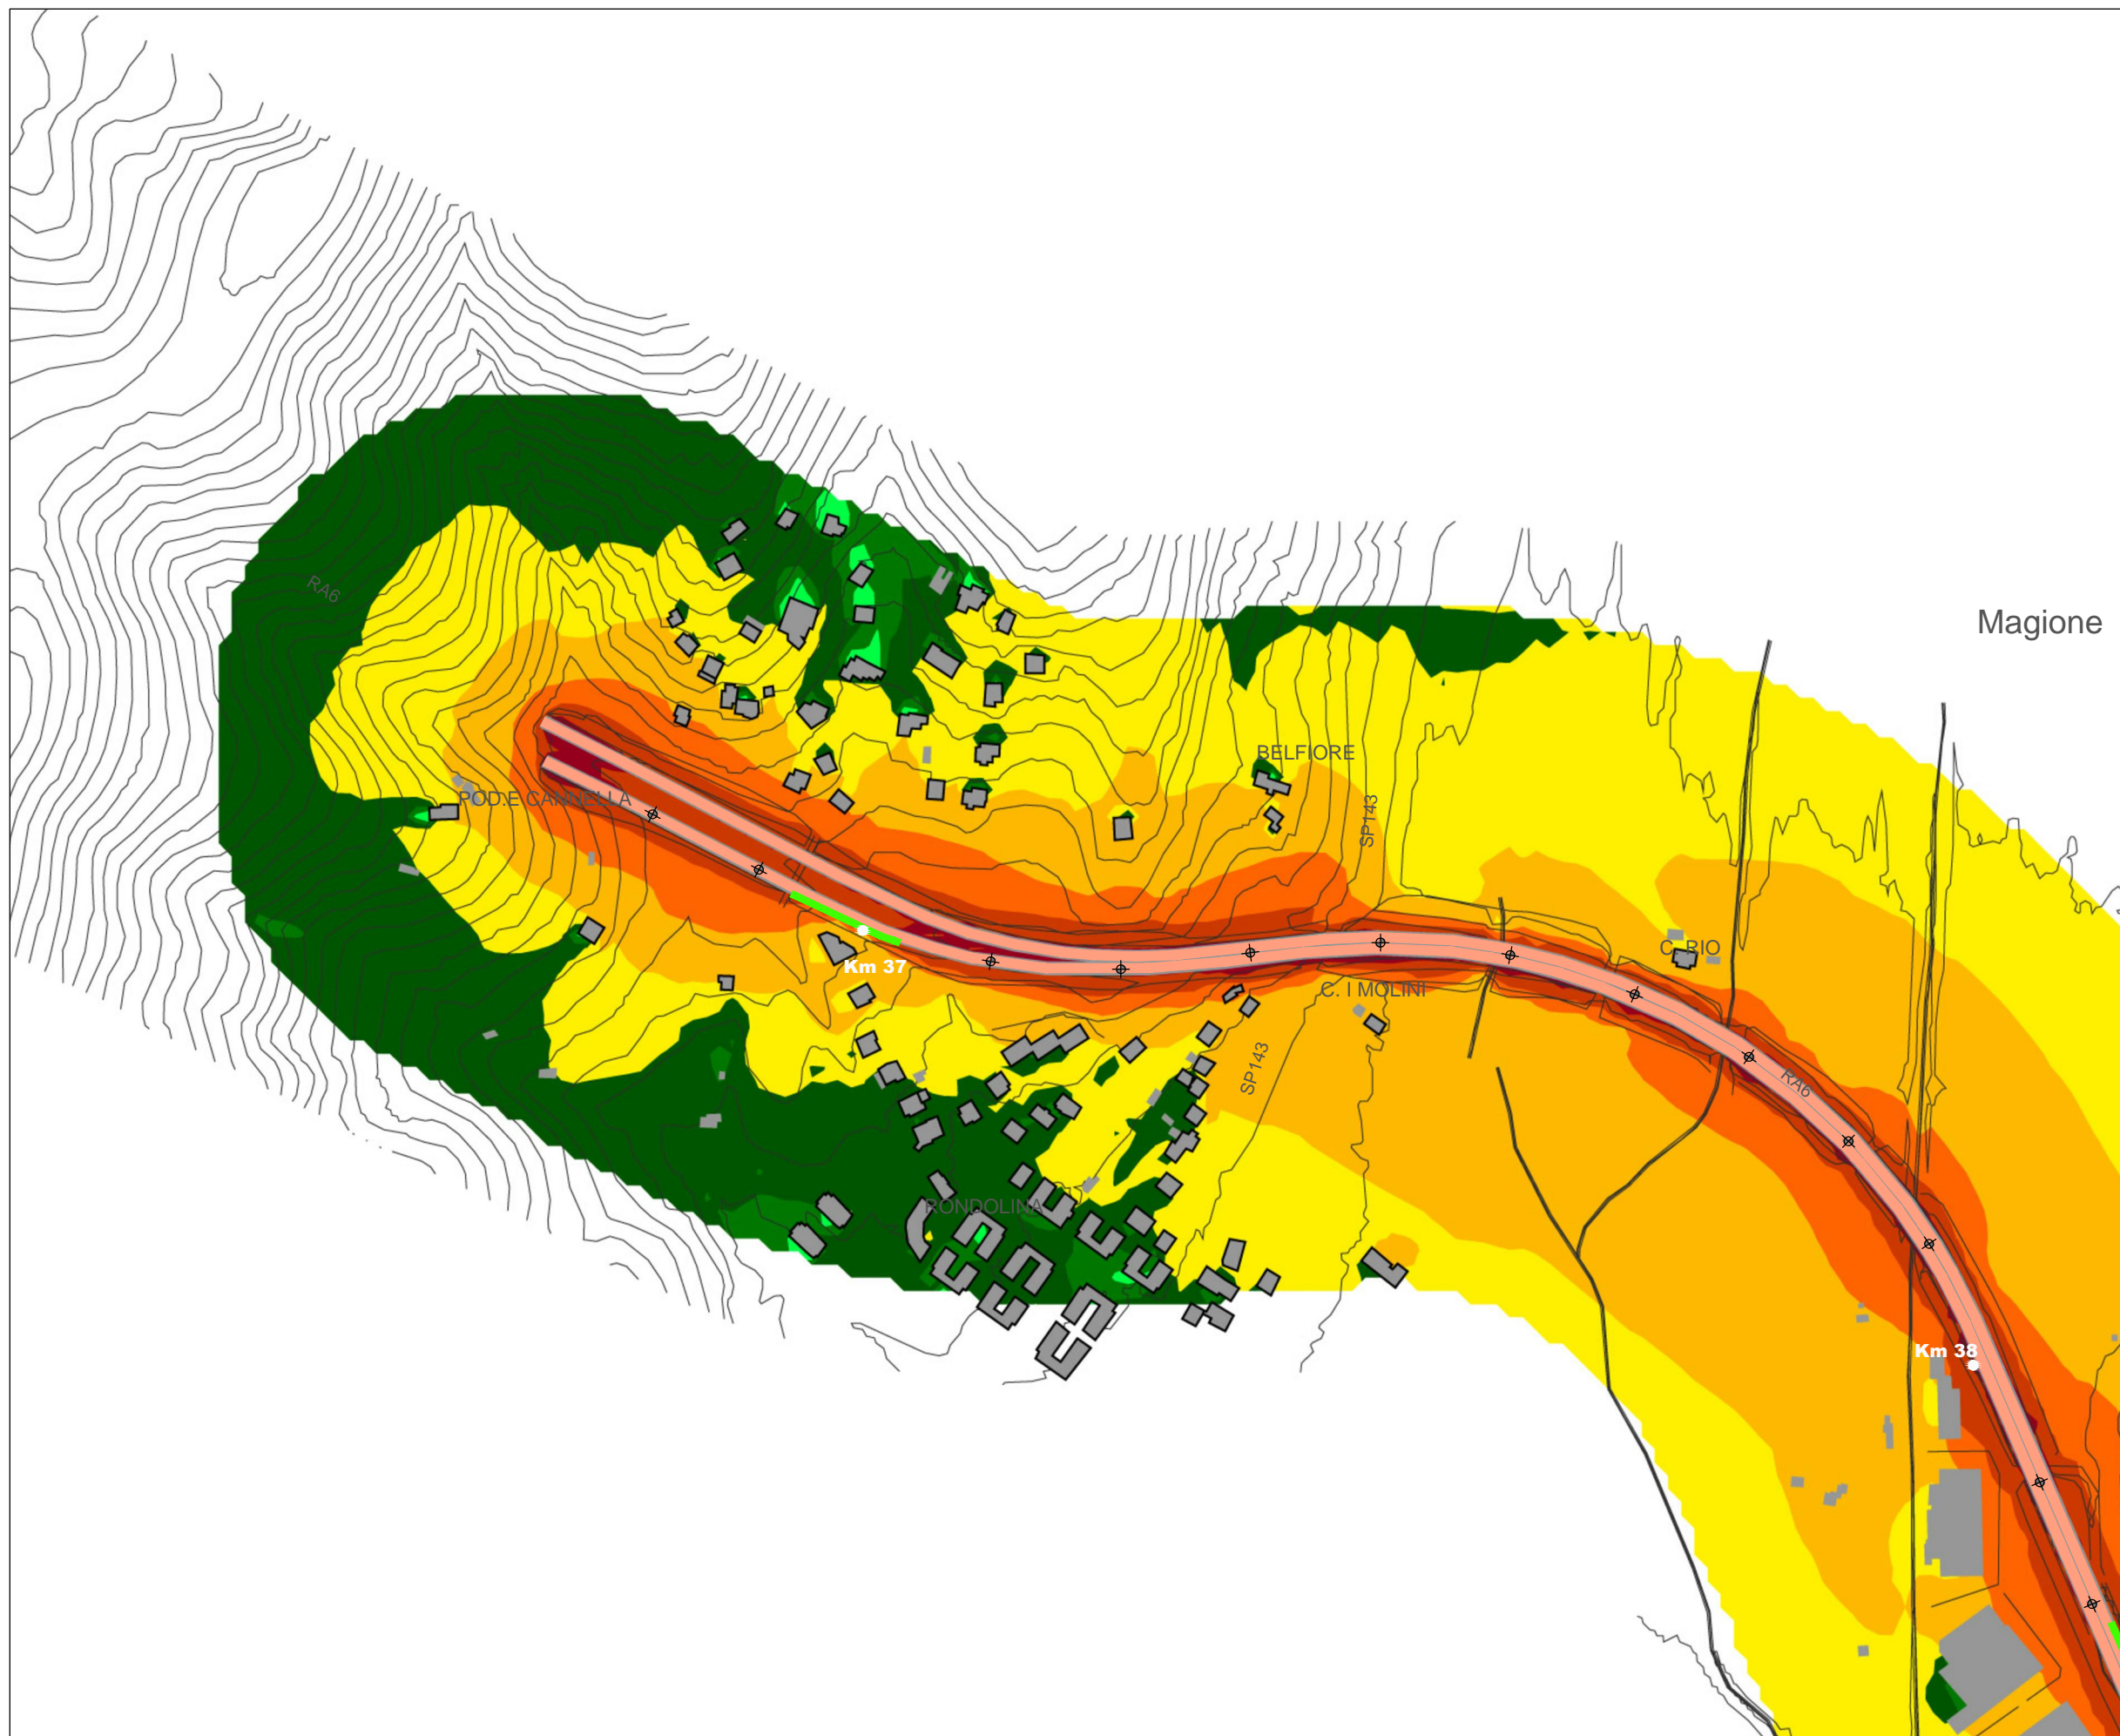 RA6
Magione
BELFIORE
POD.E CANNELLA
SP143
C. RIO
Km 37
C. I MOLINI
SP143
RA6
RONDOLINA
Km 38